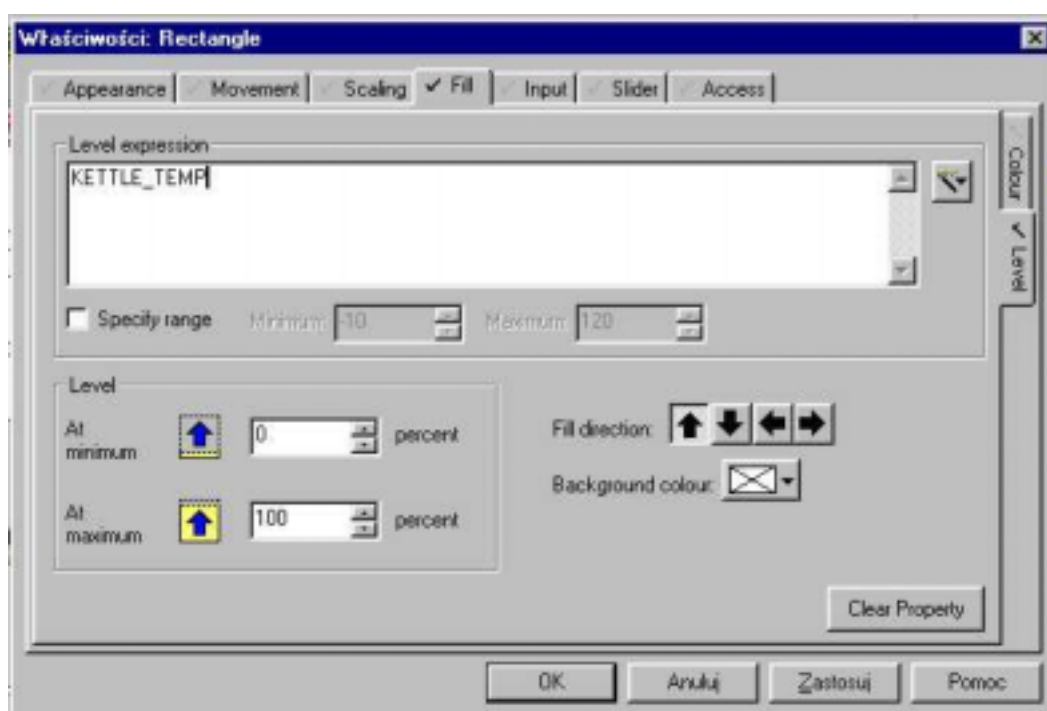 Właściwości: Rectangle
Appearance Movement Scaling Fill Input Slider Access
Level expression
KETTLE_TEMP
Colour
Level
Specify range Minimum: -10 Maximum: 120
Level
At minimum 0 percent
At maximum 100 percent
Fill direction:
Background colour:
Clear Property
OK Anuluj Zastosuj Pomoc